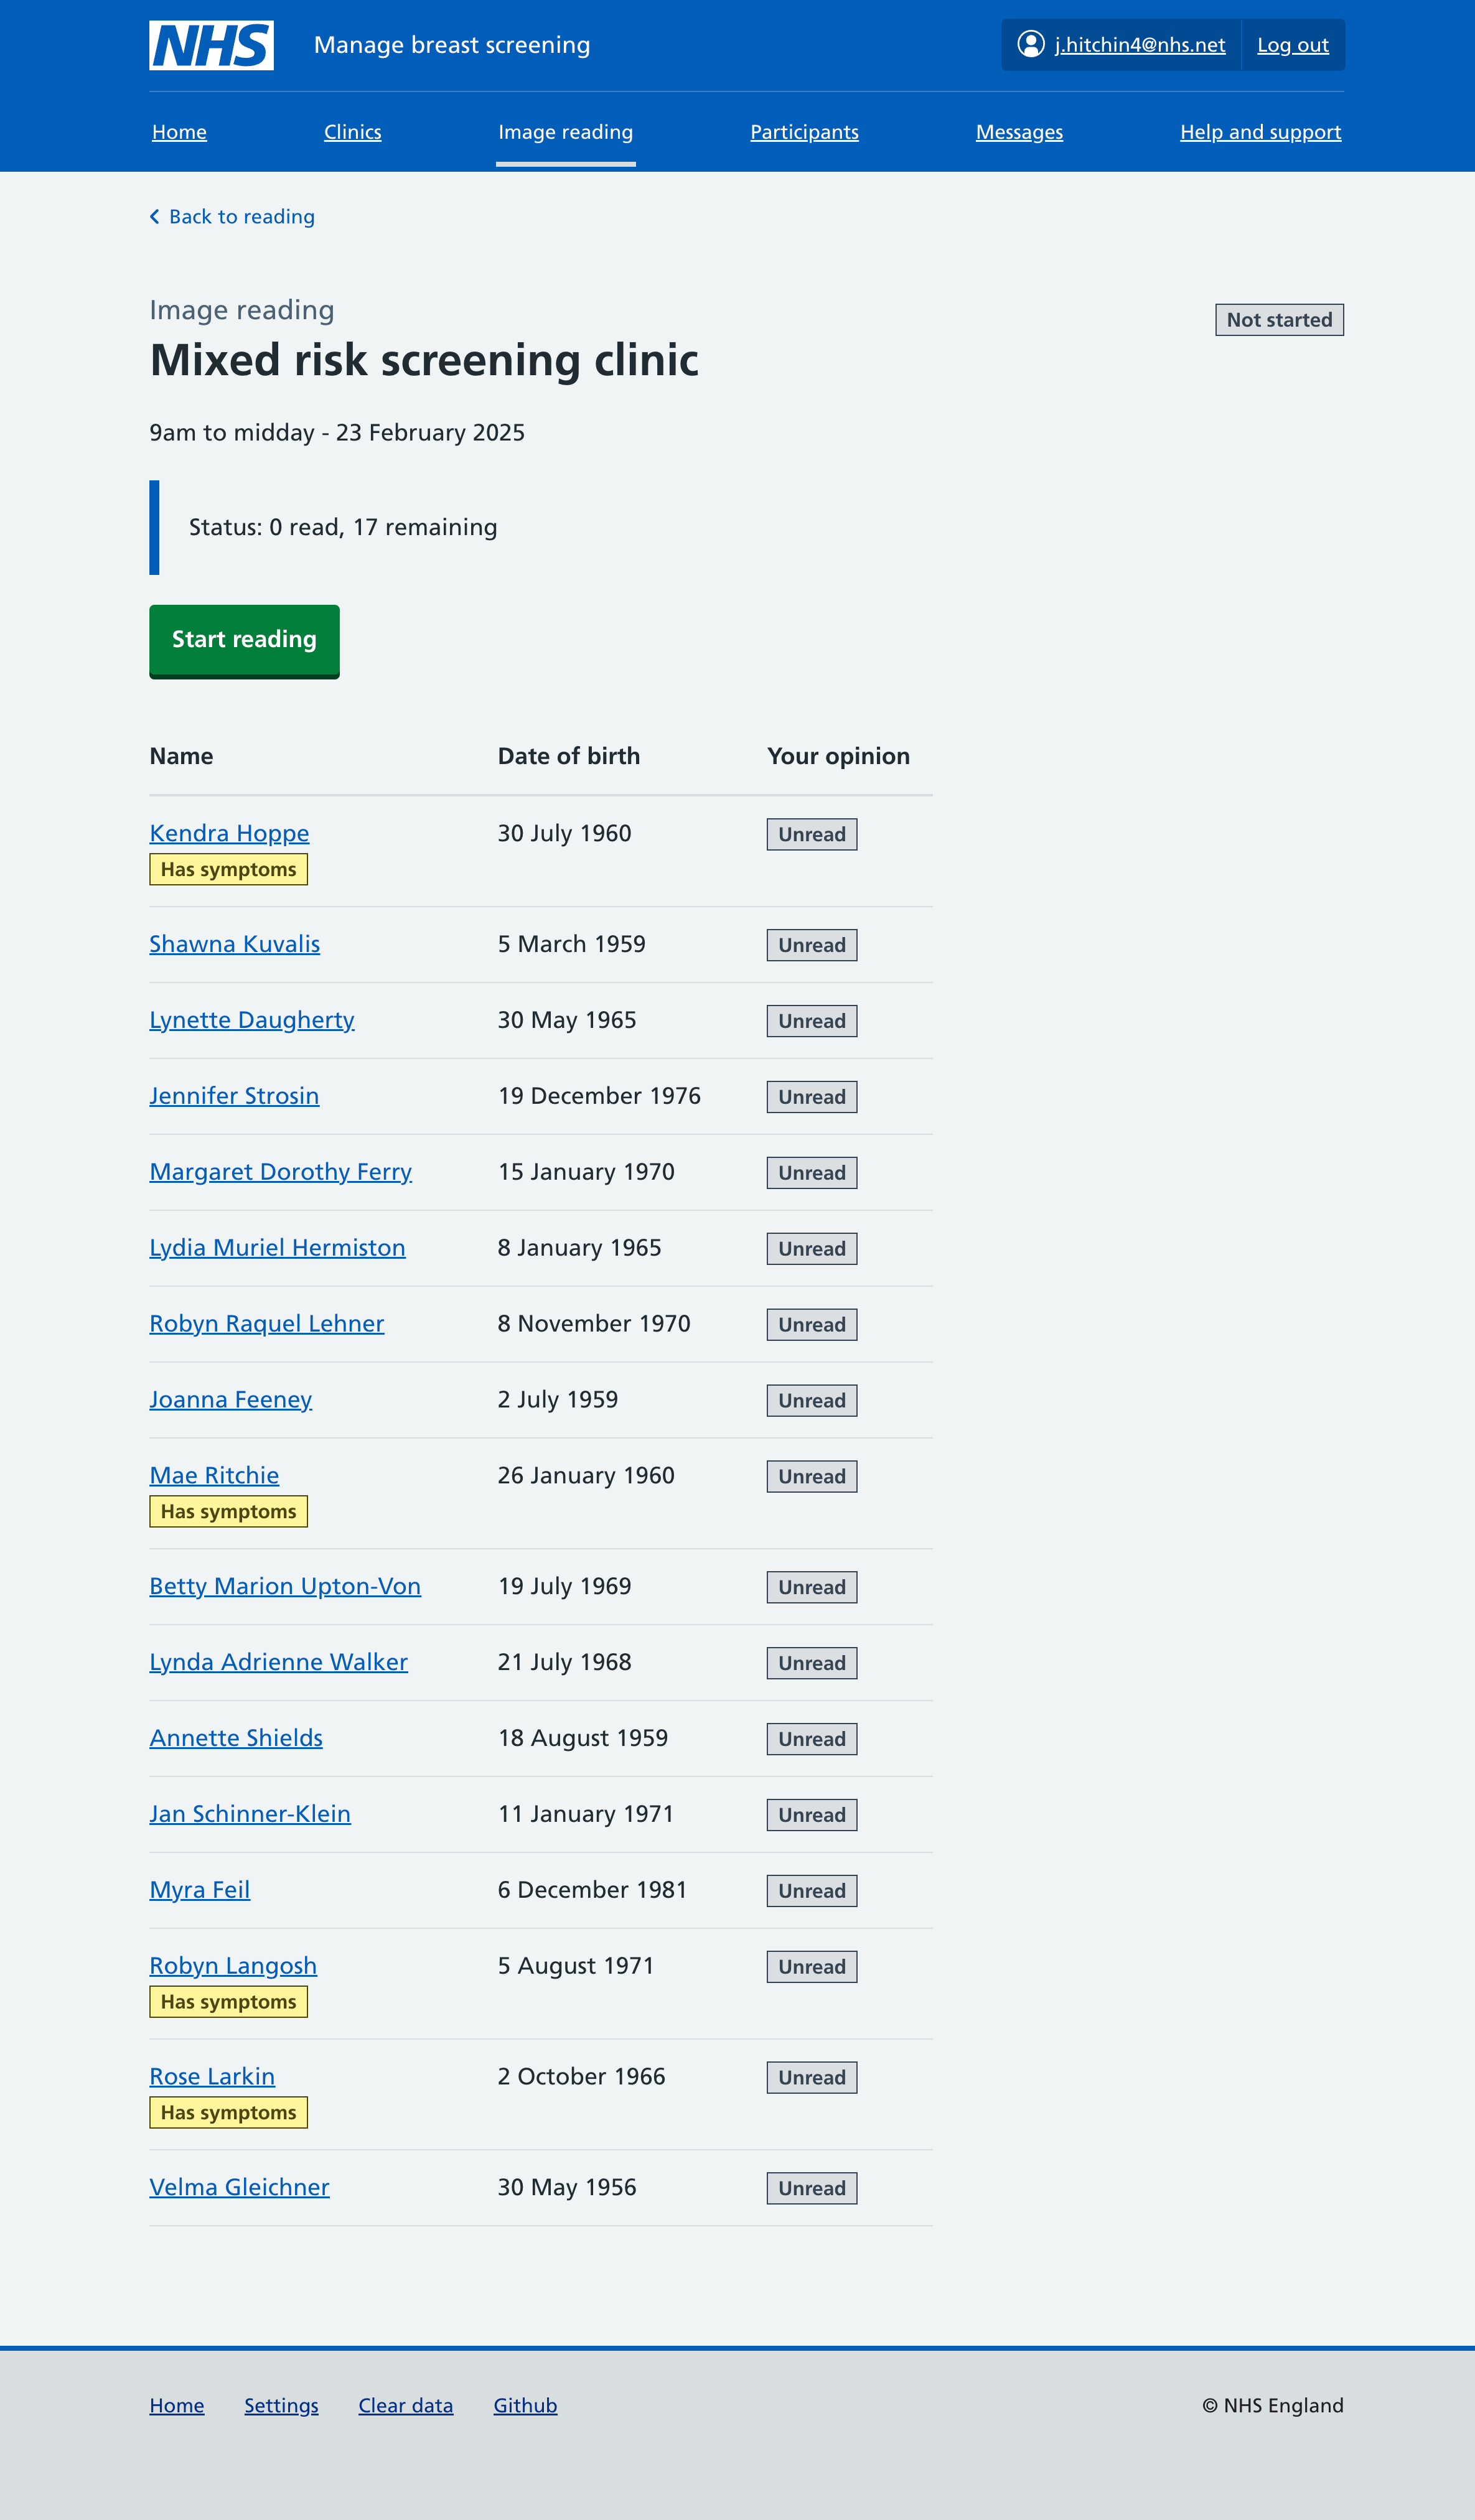 NHS Manage breast screening j.hitchin4@nhs.net Log out
Home Clinics Image reading Participants Messages Help and support
Back to reading
Image reading
Not started
Mixed risk screening clinic
9am to midday - 23 February 2025
Status: 0 read, 17 remaining
Start reading
Name Date of birth Your opinion
Kendra Hoppe 30 July 1960 Unread
Has symptoms
Shawna Kuvalis 5 March 1959 Unread
Lynette Daugherty 30 May 1965 Unread
Jennifer Strosin 19 December 1976 Unread
Margaret Dorothy Ferry 15 January 1970 Unread
Lydia Muriel Hermiston 8 January 1965 Unread
Robyn Raquel Lehner 8 November 1970 Unread
Joanna Feeney 2 July 1959 Unread
Mae Ritchie 26 January 1960 Unread
Has symptoms
Betty Marion Upton-Von 19 July 1969 Unread
Lynda Adrienne Walker 21 July 1968 Unread
Annette Shields 18 August 1959 Unread
Jan Schinner-Klein 11 January 1971 Unread
Myra Feil 6 December 1981 Unread
Robyn Langosh 5 August 1971 Unread
Has symptoms
Rose Larkin 2 October 1966 Unread
Has symptoms
Velma Gleichner 30 May 1956 Unread
Home Settings Clear data Github © NHS England